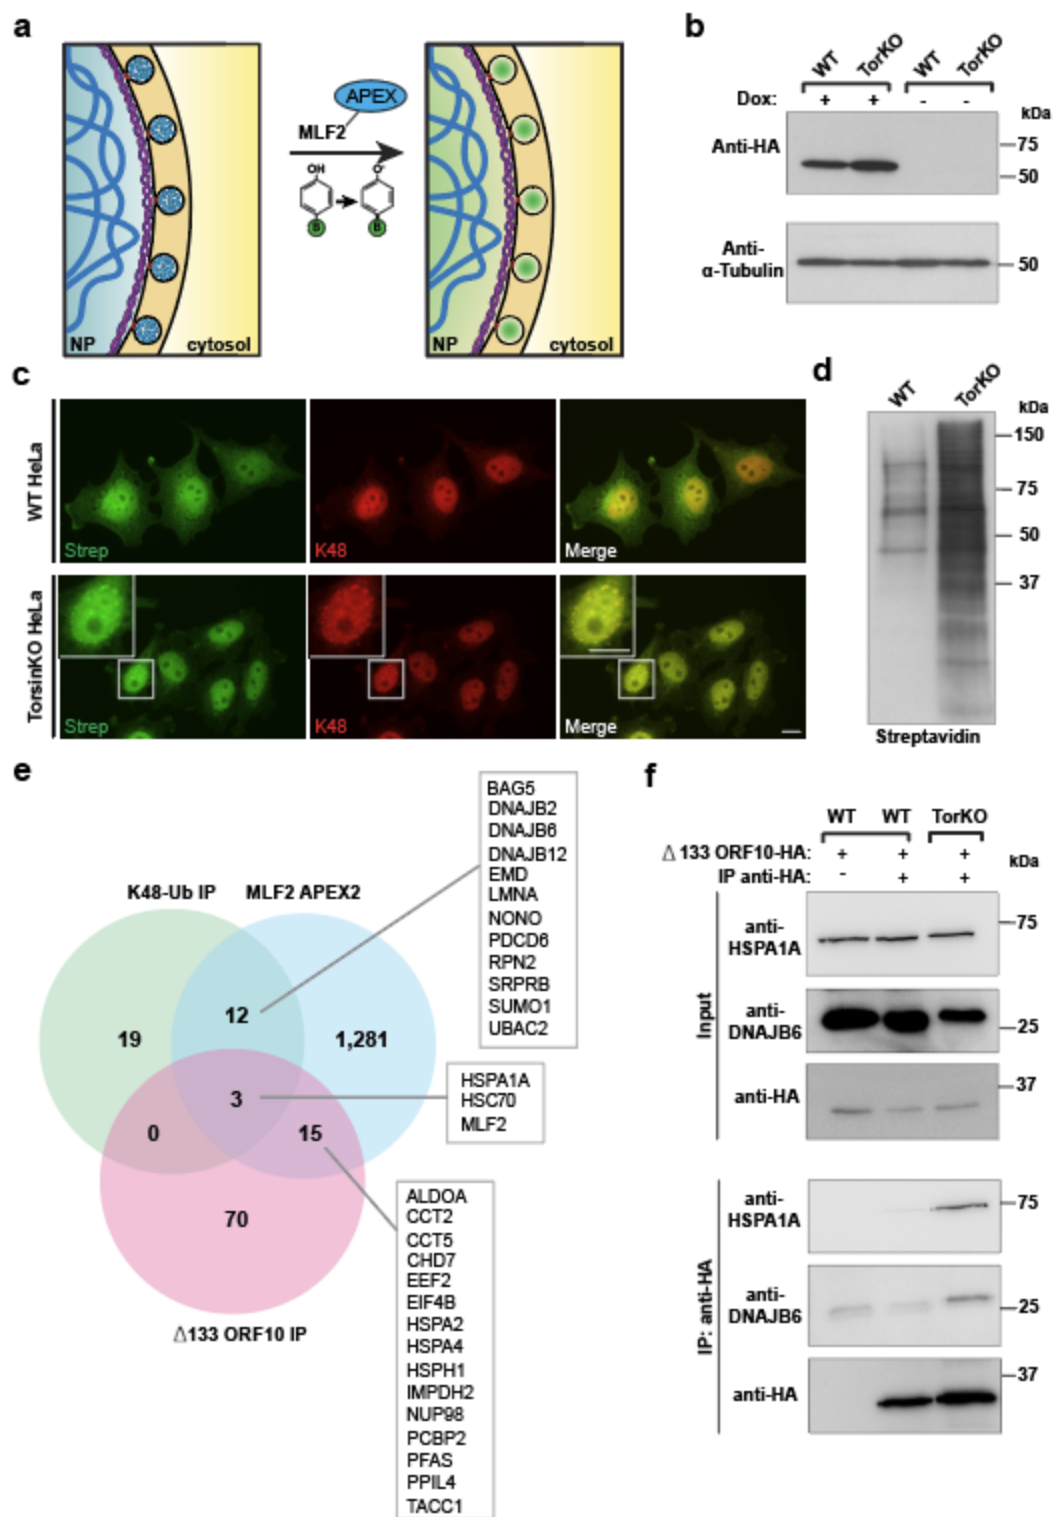 a
APEX
MLF2
OH
O-
B
B
NP
cytosol
NP
cytosol
b
WT
TorKO
WT
TorKO
Dox:
+
+
-
-
kDa
Anti-HA
75
50
Anti-
α-Tubulin
50
c
WT HeLa
Strep
K48
Merge
TorsinKO HeLa
Strep
K48
Merge
d
WT
TorKO
kDa
150
75
50
37
Streptavidin
e
K48-Ub IP
MLF2 APEX2
19
12
1,281
3
0
15
70
Δ133 ORF10 IP
BAG5
DNAJB2
DNAJB6
DNAJB12
EMD
LMNA
NONO
PDCD6
RPN2
SRPRB
SUMO1
UBAC2
HSPA1A
HSC70
MLF2
ALDOA
CCT2
CCT5
CHD7
EEF2
EIF4B
HSPA2
HSPA4
HSPH1
IMPDH2
NUP98
PCBP2
PFAS
PPIL4
TACC1
f
WT
WT
TorKO
Δ 133 ORF10-HA:
+
+
+
IP anti-HA:
-
+
+
kDa
Input
anti-
HSPA1A
75
anti-
DNAJB6
25
anti-HA
37
IP: anti-HA
anti-
HSPA1A
75
anti-
DNAJB6
25
anti-HA
37